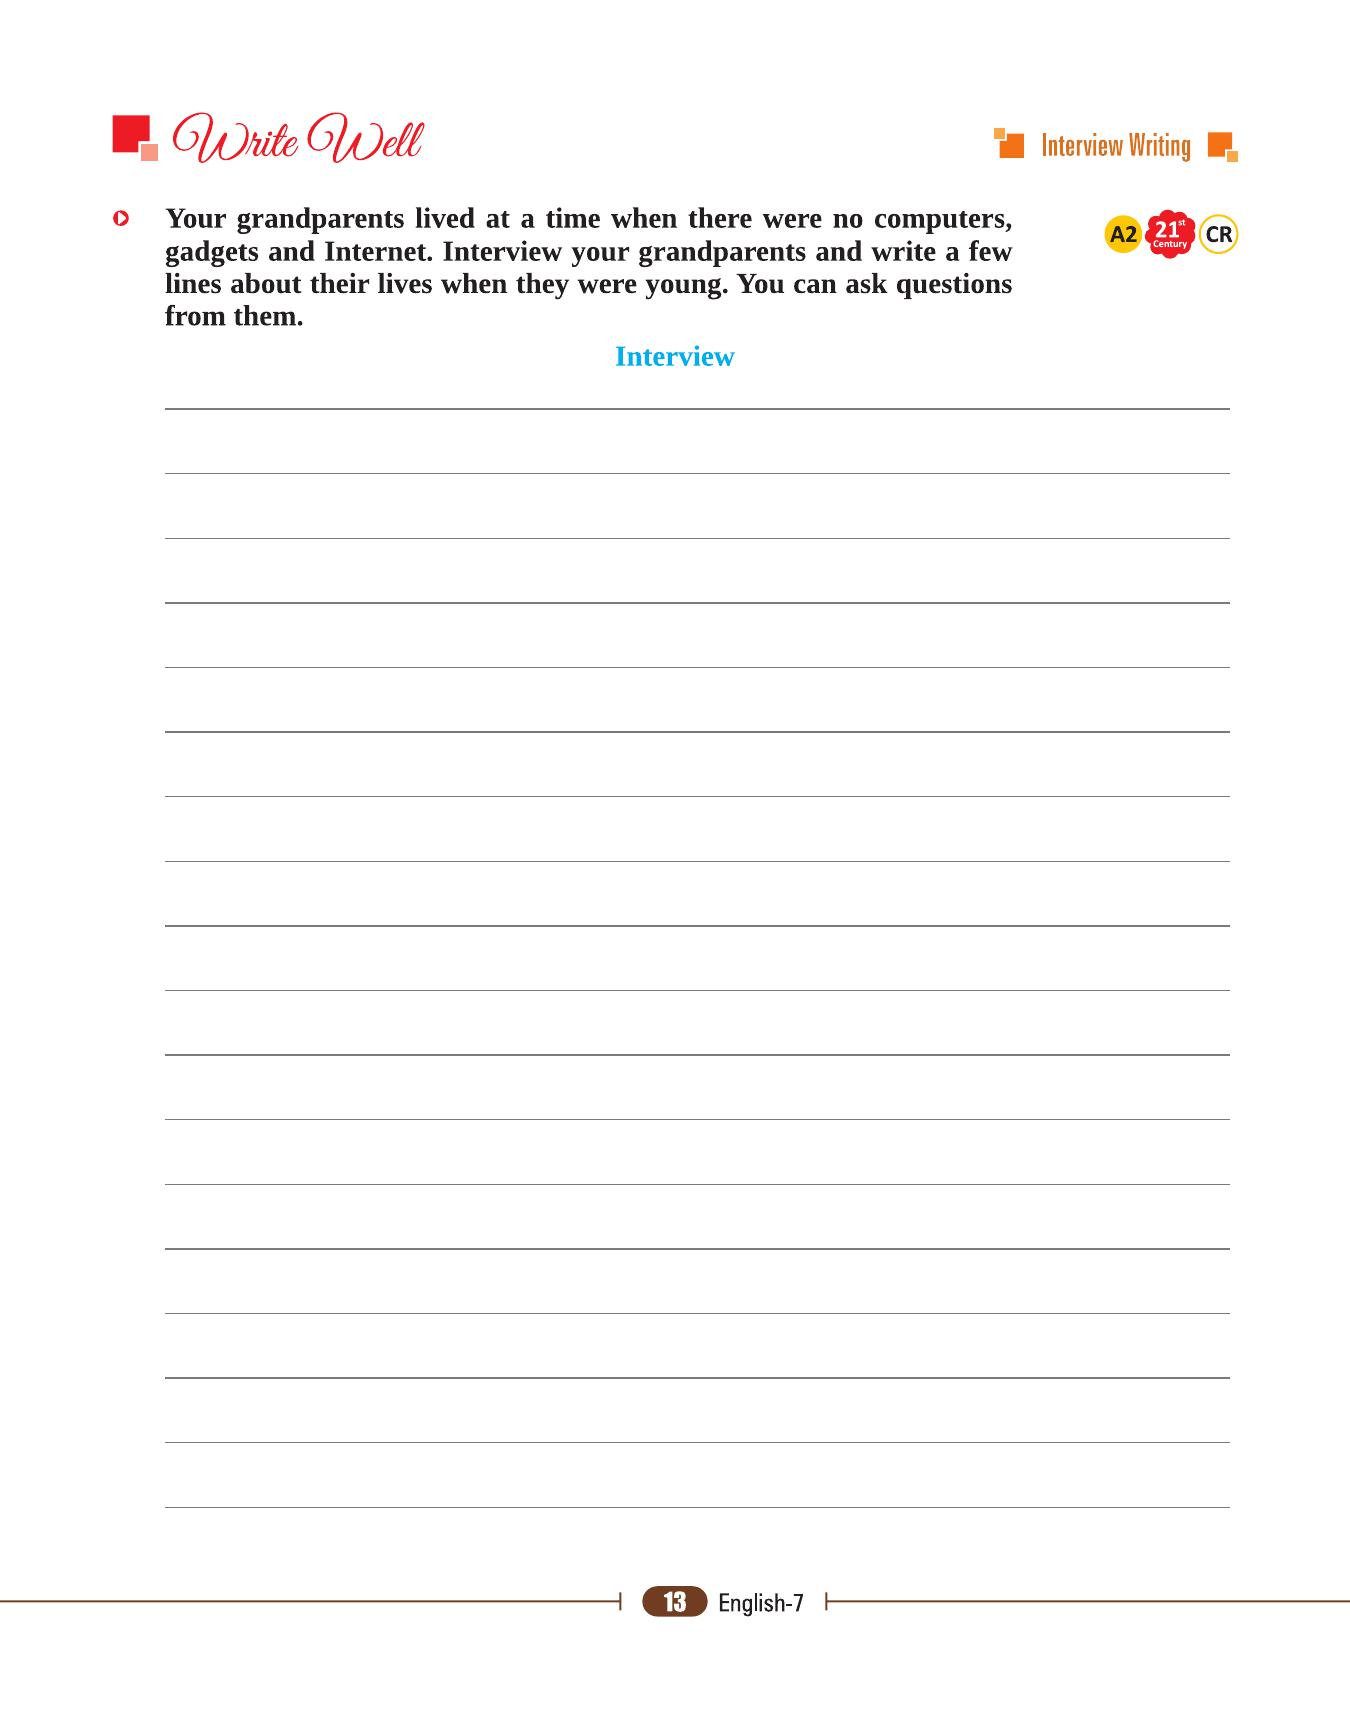 Write Well
Interview Writing
Your grandparents lived at a time when there were no computers,
gadgets and Internet. Interview your grandparents and write a few
lines about their lives when they were young. You can ask questions
from them.
A2 21st Century CR
Interview
13 English-7